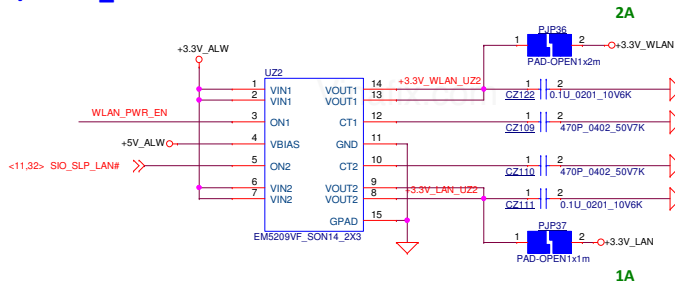 2A
PJP36
1 2
+3.3V_WLAN
PAD-OPEN1x2m
+3.3V_ALW
UZ2
1 VIN1 VOUT1 14 +3.3V_WLAN_UZ2
2 VIN1 VOUT1 13
1 2
CZ122 0.1U_0201_10V6K
WLAN_PWR_EN 3 ON1 CT1 12
1 2
CZ109 470P_0402_50V7K
+5V_ALW 4 VBIAS GND 11
<11,32> SIO_SLP_LAN# 5 ON2 CT2 10
1 2
CZ110 470P_0402_50V7K
6 VIN2 VOUT2 9
7 VIN2 VOUT2 8 +3.3V_LAN_UZ2
1 2
CZ111 0.1U_0201_10V6K
GPAD 15
EM5209VF_SON14_2X3
PJP37
1 2
+3.3V_LAN
PAD-OPEN1x1m
1A